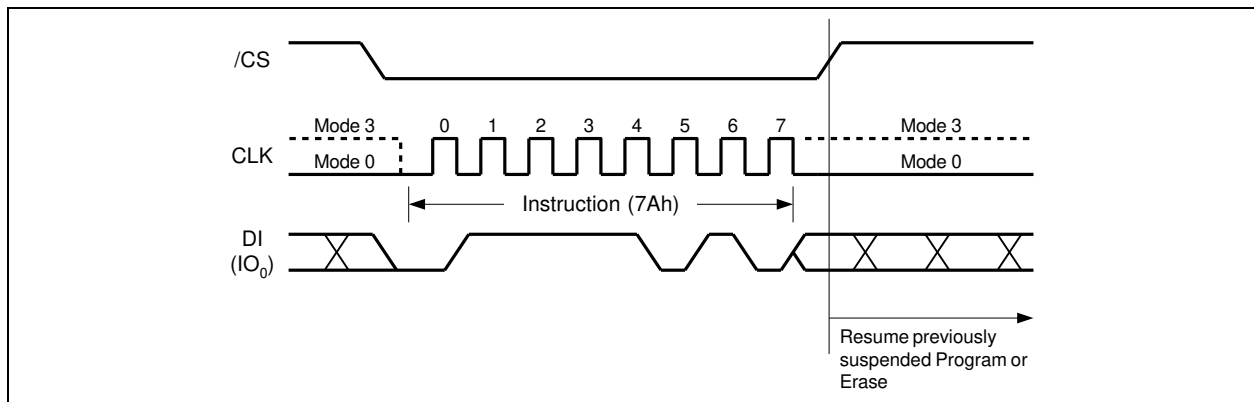 /CS
Mode 3
0 1 2 3 4 5 6 7
Mode 3
CLK
Mode 0
Mode 0
Instruction (7Ah)
DI
(IO0)
Resume previously
suspended Program or
Erase